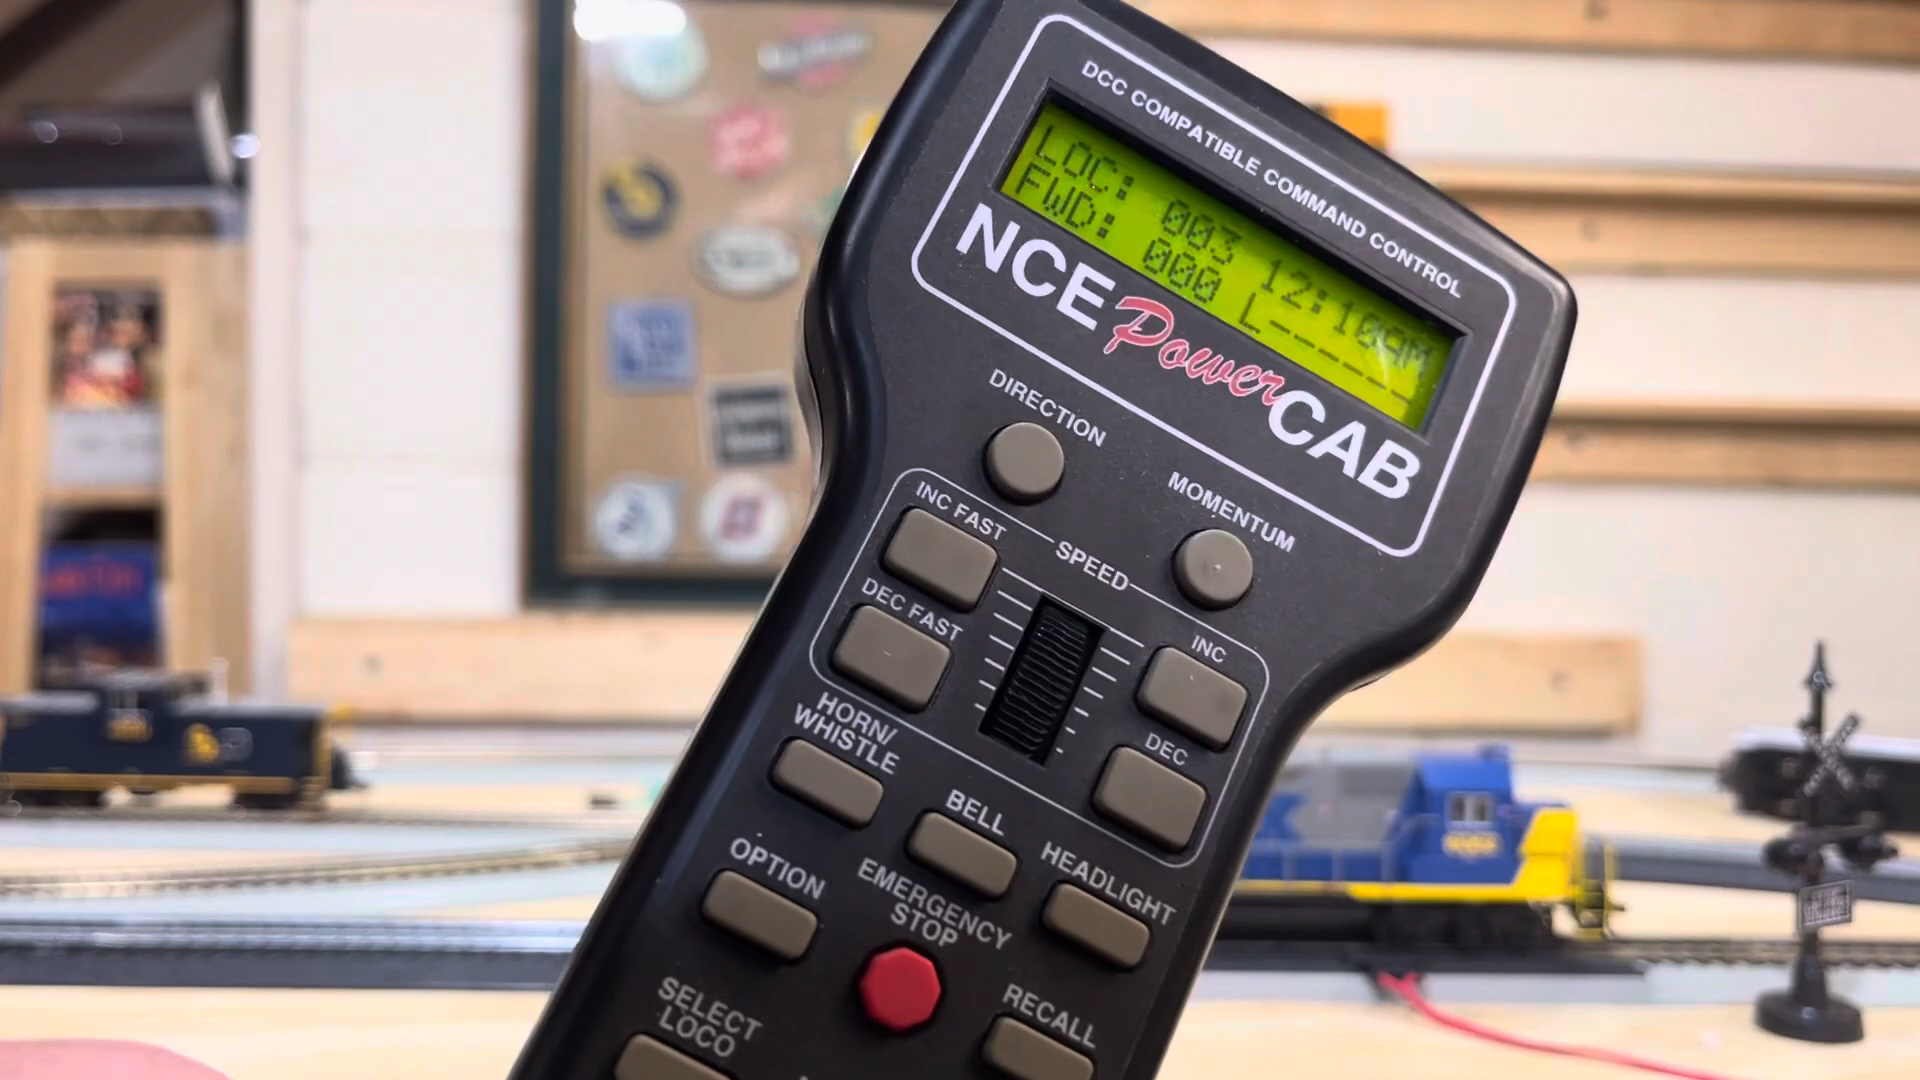 DCC COMPATIBLE COMMAND CONTROL
LOC: 003 12:10AM
FWD: 000 L------
NCE Power CAB
DIRECTION
MOMENTUM
INC FAST
SPEED
DEC FAST
INC
DEC
HORN/
WHISTLE
BELL
HEADLIGHT
OPTION
EMERGENCY
STOP
SELECT
LOCO
RECALL